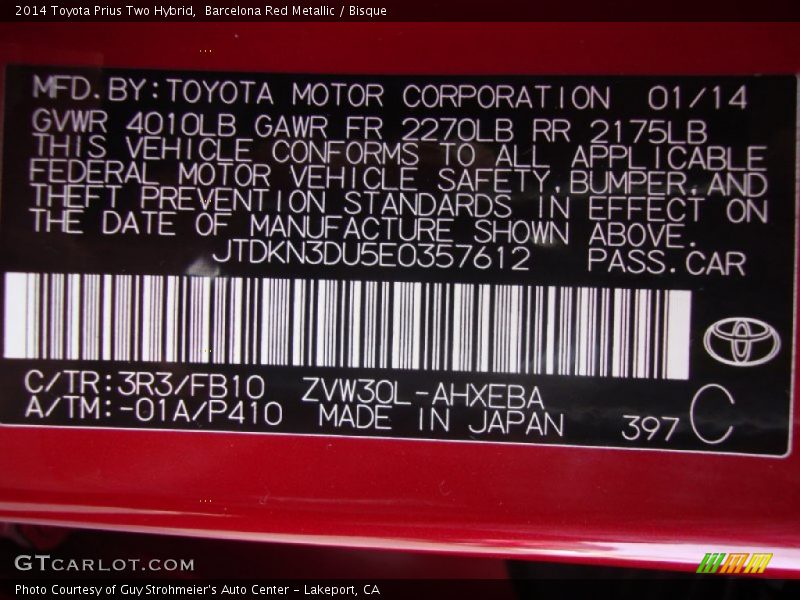 2014 Toyota Prius Two Hybrid,  Barcelona Red Metallic / Bisque
MFD.BY:TOYOTA MOTOR CORPORATION 01/14
GVWR 4010LB GAWR FR 2270LB RR 2175LB
THIS VEHICLE CONFORMS TO ALL APPLICABLE
FEDERAL MOTOR VEHICLE SAFETY,BUMPER,AND
THEFT PREVENTION STANDARDS IN EFFECT ON
THE DATE OF MANUFACTURE SHOWN ABOVE.
JTDKN3DU5E0357612 PASS.CAR
C/TR:3R3/FB10 ZVW30L-AHXEBA
A/TM:-01A/P410 MADE IN JAPAN 397 C
GTCARLOT.COM
Photo Courtesy of Guy Strohmeier's Auto Center - Lakeport, CA